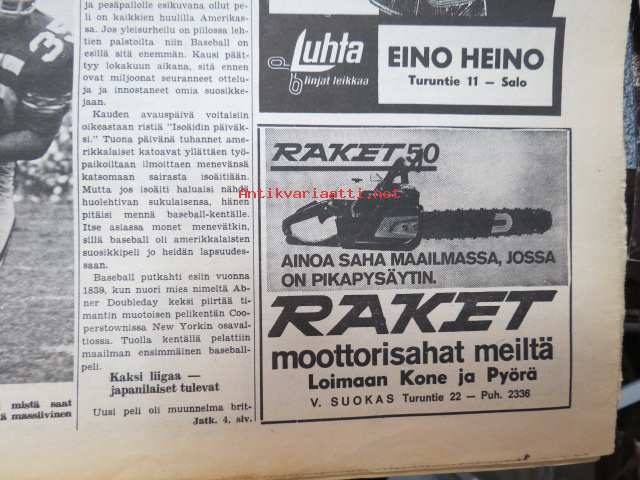 ja pesäpallolle esikuvana ollut pe-
li on kaikkien huulilla Amerikas-
sa. Jos yleisurheilu on piilossa leh-
tien palstoilta niin Baseball on
esillä sitä enemmän. Kausi päät-
tyy lokakuun aikana, sitä ennen
ovat miljoonat seuranneet ottelu-
ja ja innostaneet omia suosikke-
jaan.
Kauden avauspäivä voitaisiin
oikeastaan ristiä "Isoäidin päiväk-
si." Tuona päivänä tuhannet ame-
rikkalaiset katoavat yllättäen työ-
paikoiltaan ilmoittaen menevänsä
katsomaan sairasta isoäitiään.
Mutta jos isoäiti haluaisi nähdä
huolehtivan sukulaisensa, hänen
pitäisi mennä baseball-kentälle.
Itse asiassa monet menevätkin,
sillä baseball oli amerikkalaisten
suosikkipeli jo heidän lapsuudes-
saan.
Baseball putkahti esiin vuonna
1839, kun nuori mies nimeltä Ab-
ner Doubleday keksi piirtää ti-
mantin muotoisen pelikentän Coo-
perstownissa New Yorkin osaval-
tiossa. Tuolla kentällä pelattiin
maailman ensimmäinen baseball-
peli.
Kaksi liigaa —
japanilaiset tulevat
Uusi peli oli muunnelma brit-
Jatk. 4. siv.
mistä saat
ä massiivinen
Luhta
linjat leikkaa
EINO HEINO
Turuntie 11 — Salo
RAKET 50
Antikvariaatti.net
AINOA SAHA MAAILMASSA, JOSSA
ON PIKAPYSÄYTIN.
RAKET
moottorisahat meiltä
Loimaan Kone ja Pyörä
V. SUOKAS Turuntie 22 — Puh. 2336